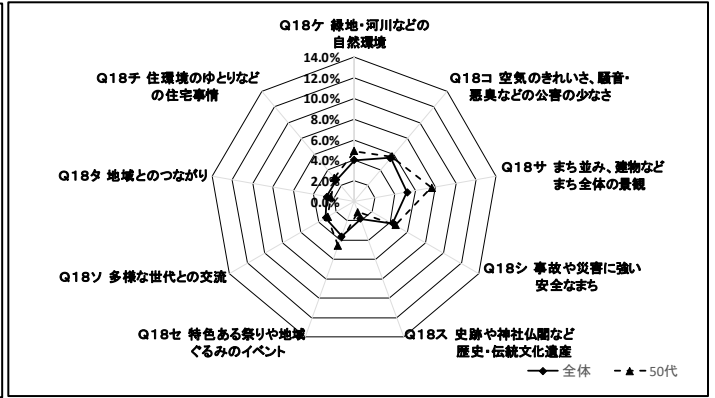 Q18ケ 緑地・河川などの
自然環境
Q18コ 空気のきれいさ、騒音・
悪臭などの公害の少なさ
Q18サ まち並み、建物など
まち全体の景観
Q18シ 事故や災害に強い
安全なまち
Q18ス 史跡や神社仏閣など
歴史・伝統文化遺産
Q18セ 特色ある祭りや地域
ぐるみのイベント
Q18ソ 多様な世代との交流
Q18タ 地域とのつながり
Q18チ 住環境のゆとりなど
の住宅事情
14.0%
12.0%
10.0%
8.0%
6.0%
4.0%
2.0%
0.0%
全体
50代